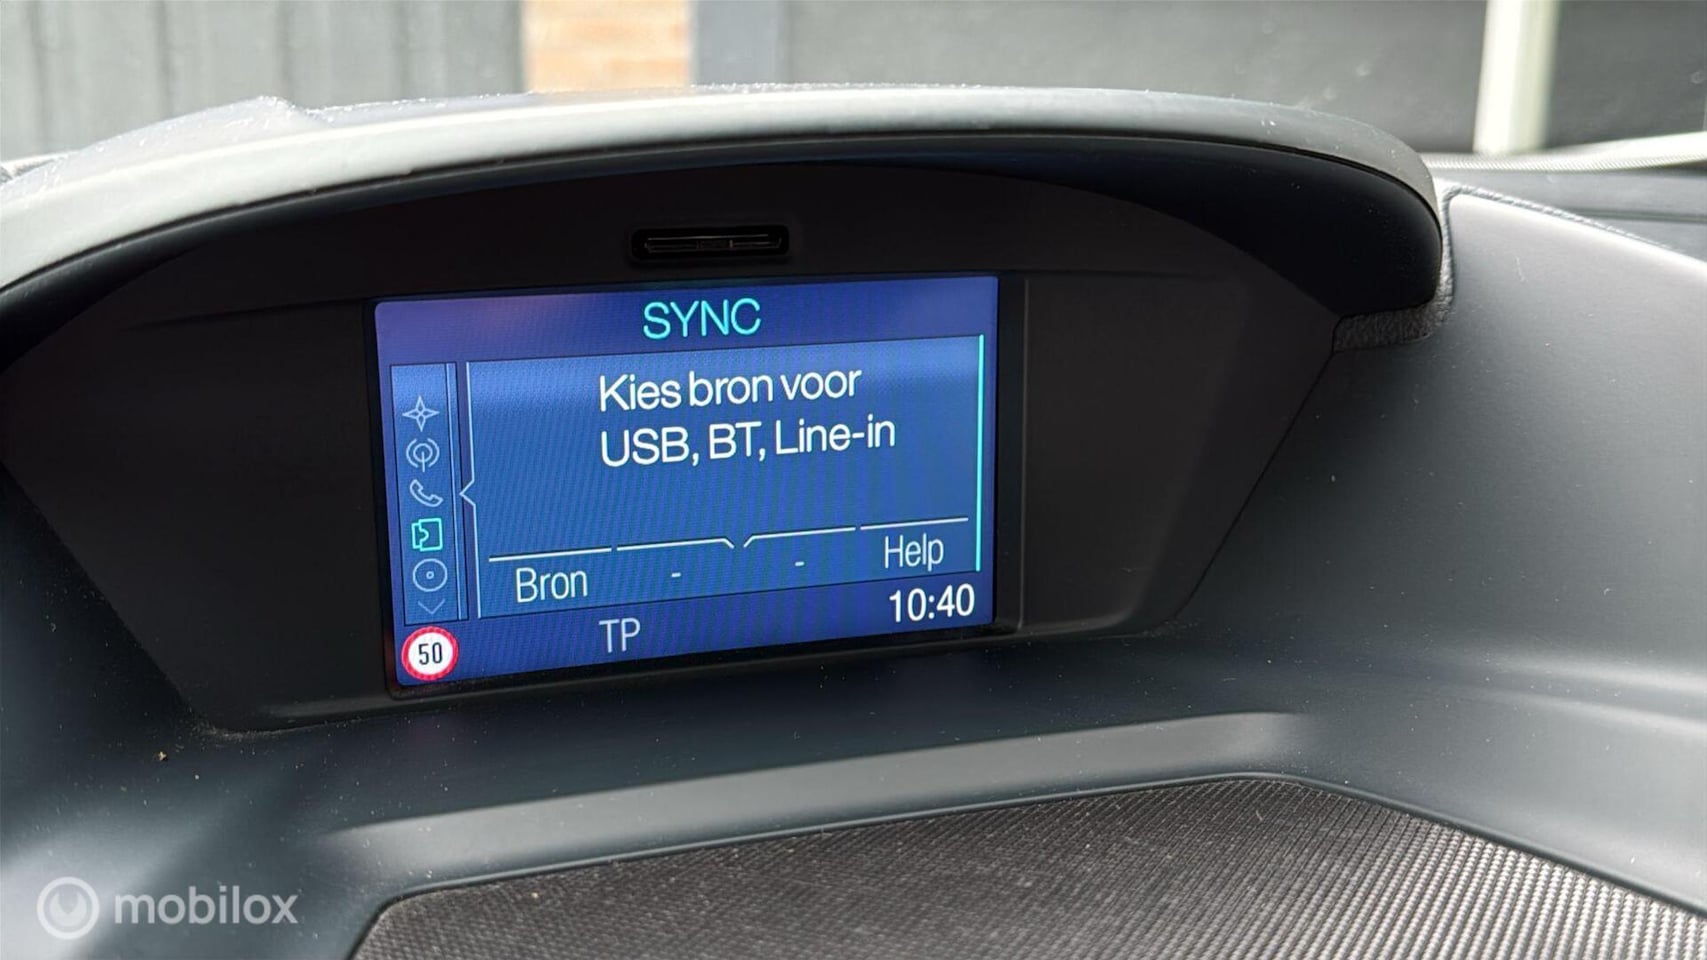 SYNC
Kies bron voor
USB, BT, Line-in
Bron - - Help
10:40
TP
50
mobilox